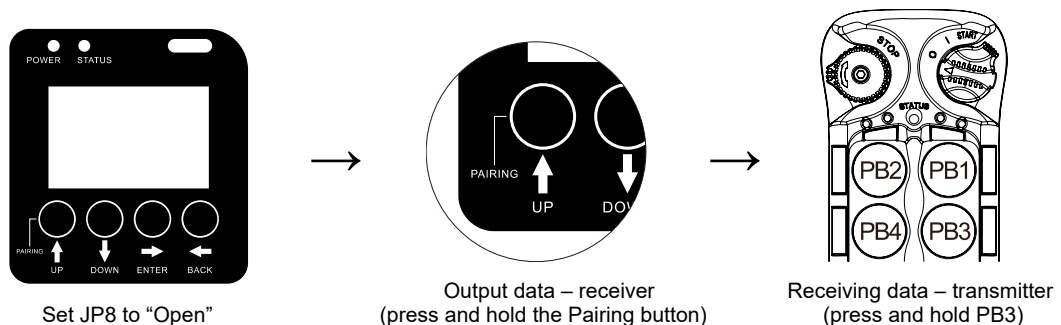 POWER STATUS
PAIRING
UP DOWN ENTER BACK
Set JP8 to “Open”
PAIRING
UP DOW
Output data – receiver
(press and hold the Pairing button)
STOP O I START
STATUS
PB2 PB1
PB4 PB3
Receiving data – transmitter
(press and hold PB3)